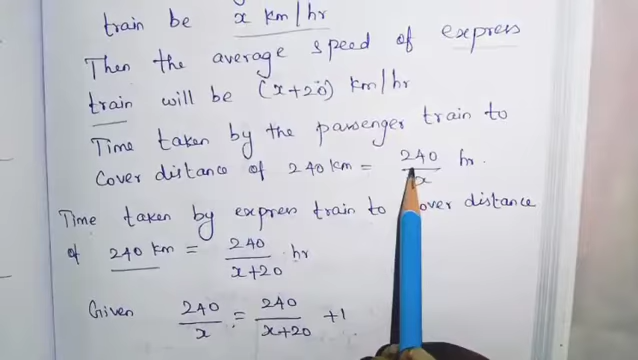 train be x km/hr
Then the average speed of express
train will be (x+20) km/hr
Time taken by the passenger train to
Cover distance of 240 km = 240/x hr.
Time taken by express train to cover distance
of 240 km = 240/x+20 hr
Given 240/x = 240/x+20 +1